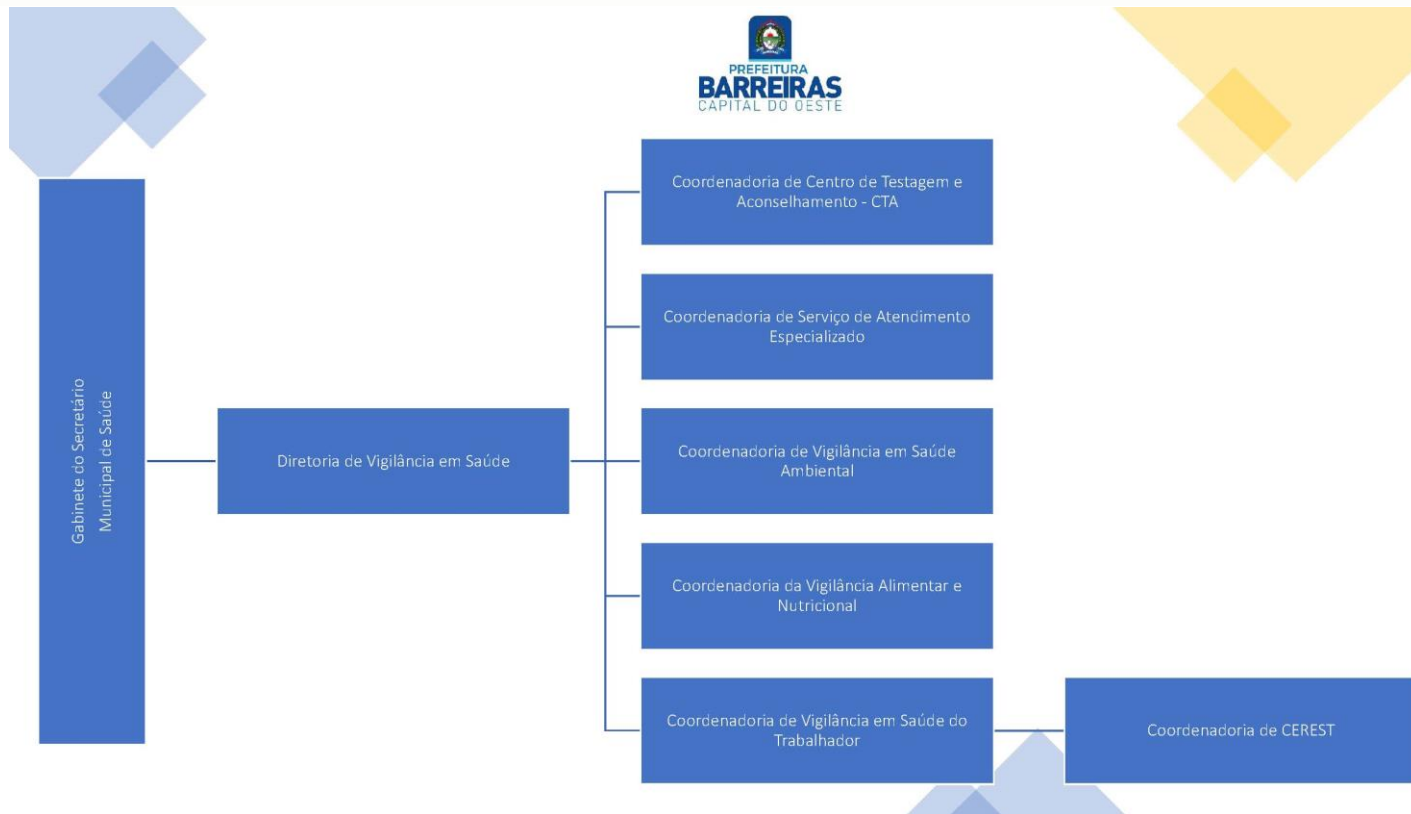 PREFEITURA
BARREIRAS
CAPITAL DO OESTE
Gabinete do Secretário
Municipal de Saúde
Diretoria de Vigilância em Saúde
Coordenadoria de Centro de Testagem e
Aconselhamento - CTA
Coordenadoria de Serviço de Atendimento
Especializado
Coordenadoria de Vigilância em Saúde
Ambiental
Coordenadoria da Vigilância Alimentar e
Nutricional
Coordenadoria de Vigilância em Saúde do
Trabalhador
Coordenadoria de CEREST